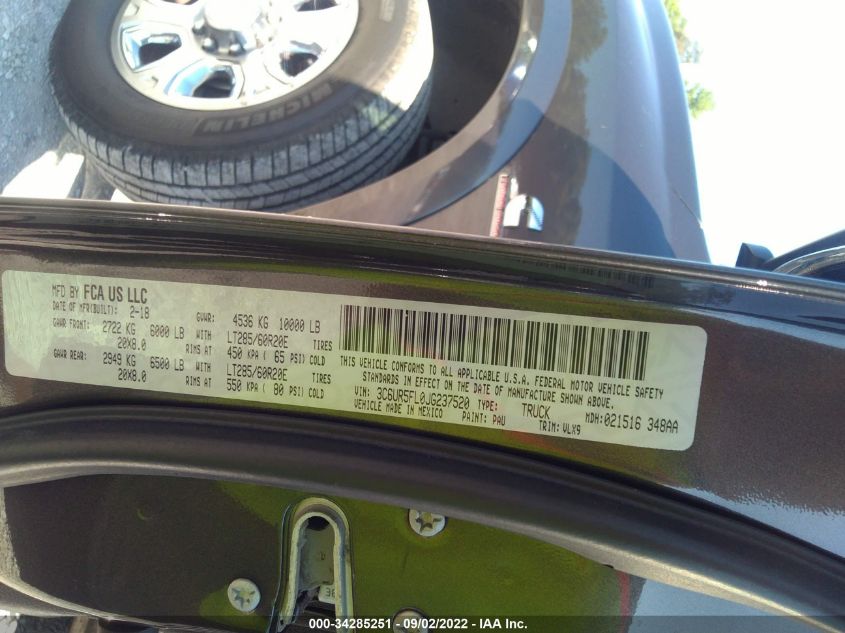 MICHELIN
MFD BY FCA US LLC
DATE OF MFR(BUILT): 2-18 GVWR: 4536 KG 10000 LB
GAWR FRONT: 2722 KG 6000 LB WITH LT285/60R20E TIRES
20X8.0 RIMS AT 450 KPA ( 65 PSI) COLD
GAWR REAR: 2949 KG 6500 LB WITH LT285/60R20E TIRES
20X8.0 RIMS AT 550 KPA ( 80 PSI) COLD
THIS VEHICLE CONFORMS TO ALL APPLICABLE U.S.A. FEDERAL MOTOR VEHICLE SAFETY
STANDARDS IN EFFECT ON THE DATE OF MANUFACTURE SHOWN ABOVE.
VIN: 3C6UR5FL0JG237520 TYPE: TRUCK MDH:021516 348AA
VEHICLE MADE IN MEXICO PAINT: PAU TRIM: VLX9
000-34285251 - 09/02/2022 - IAA Inc.